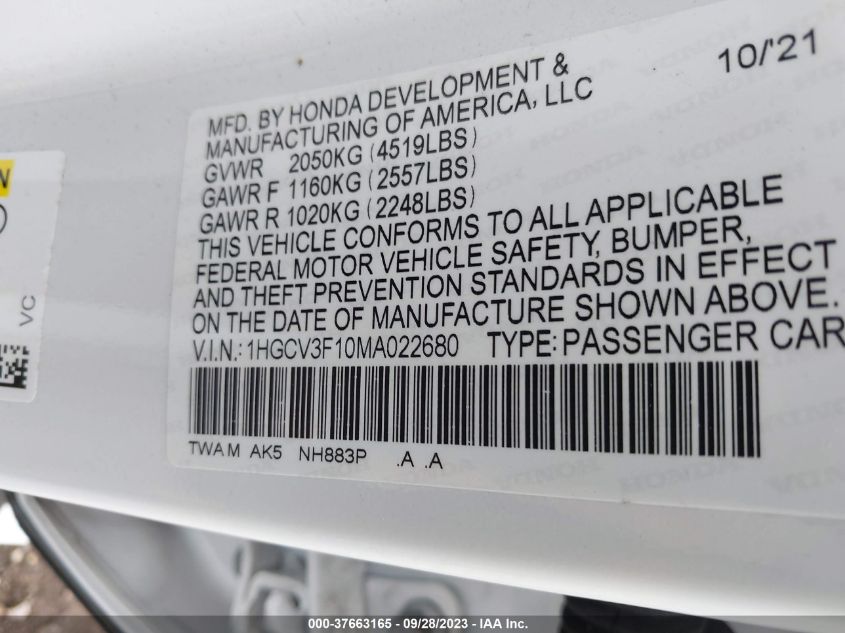 10/'21
MFD. BY HONDA DEVELOPMENT &
MANUFACTURING OF AMERICA, LLC
GVWR 2050KG (4519LBS)
GAWR F 1160KG (2557LBS)
GAWR R 1020KG (2248LBS)
THIS VEHICLE CONFORMS TO ALL APPLICABLE
FEDERAL MOTOR VEHICLE SAFETY, BUMPER,
AND THEFT PREVENTION STANDARDS IN EFFECT
ON THE DATE OF MANUFACTURE SHOWN ABOVE.
V.I.N.: 1HGCV3F10MA022680 TYPE: PASSENGER CAR
TWA M AK5 NH883P .A .A
N
VC
000-37663165 - 09/28/2023 - IAA Inc.